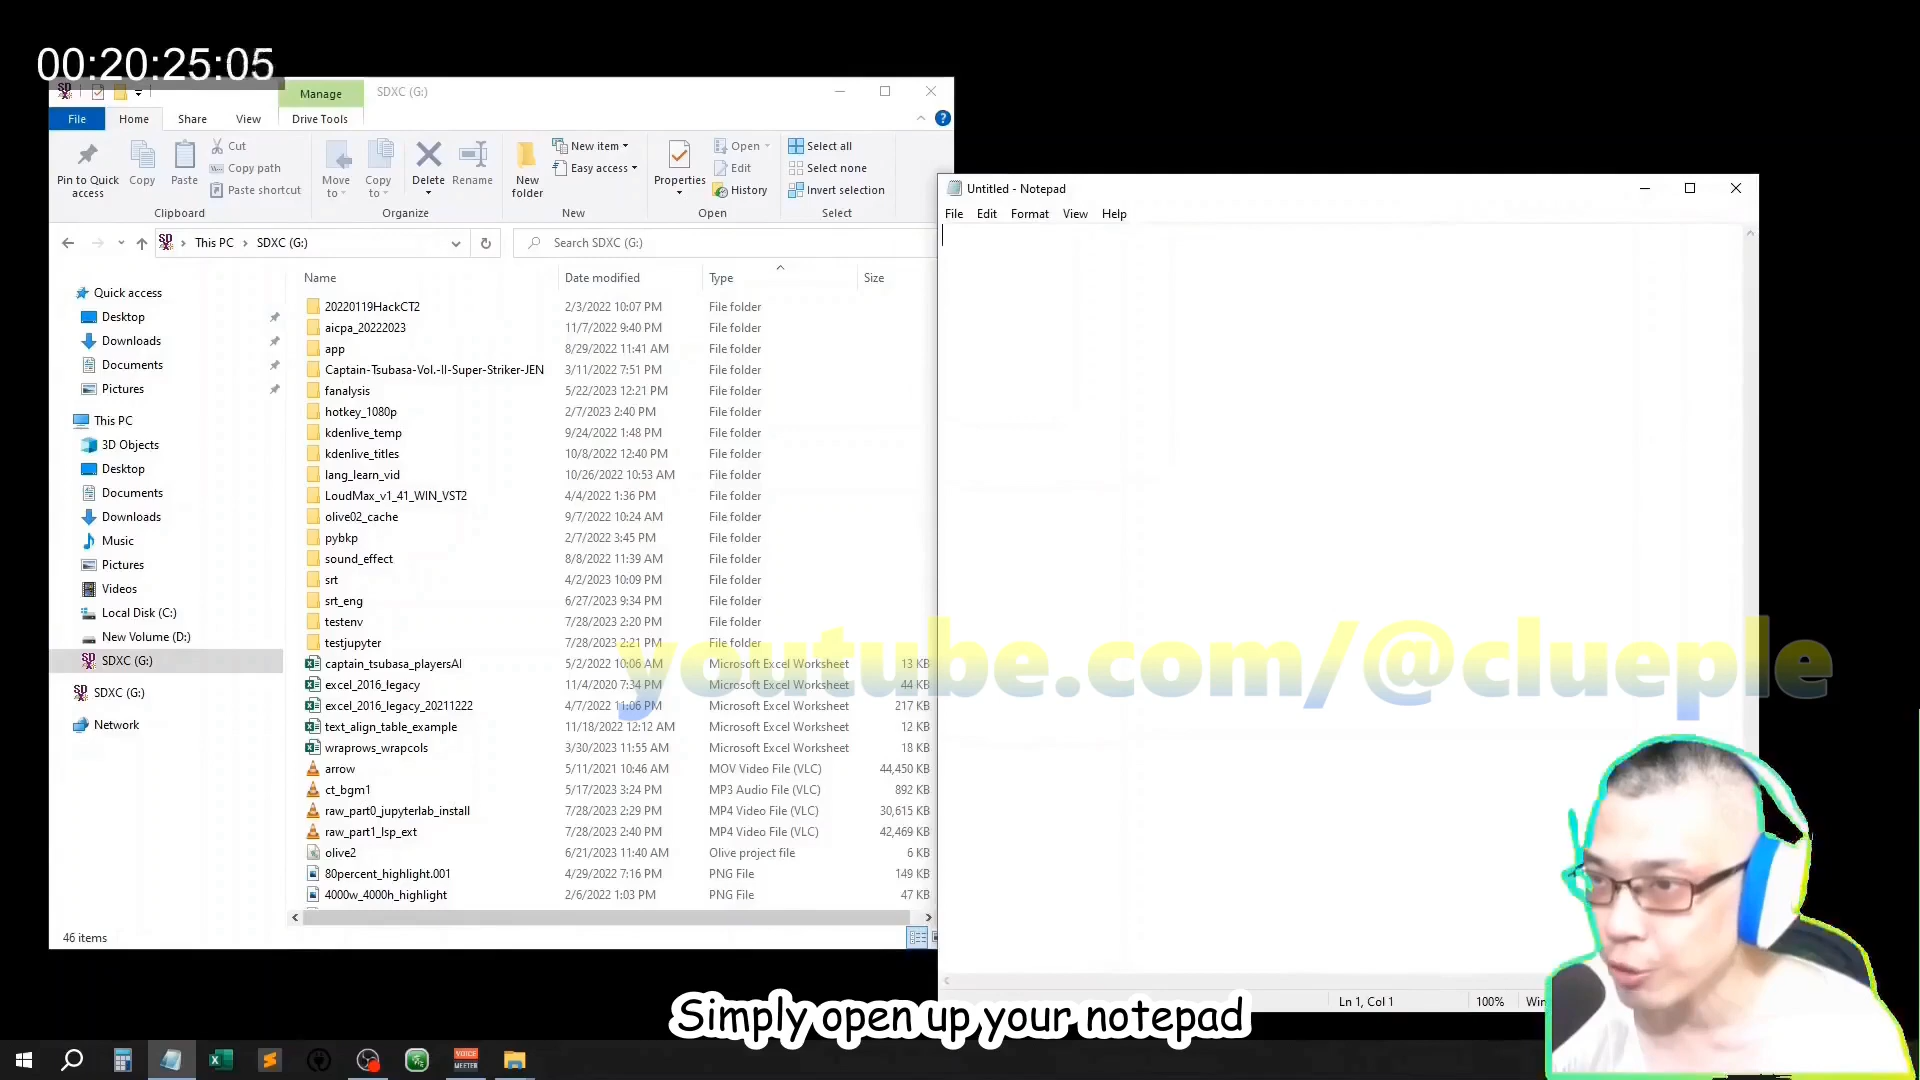 00:20:25:05
Manage
SDXC (G:)
File
Home
Share
View
Drive Tools
Pin to Quick access
Copy
Paste
Cut
Copy path
Paste shortcut
Move to
Copy to
Delete
Rename
New folder
New item
Easy access
Properties
Open
Edit
History
Select all
Select none
Invert selection
Clipboard
Organize
New
Open
Select
This PC
SDXC (G:)
Search SDXC (G:)
Quick access
Desktop
Downloads
Documents
Pictures
This PC
3D Objects
Desktop
Documents
Downloads
Music
Pictures
Videos
Local Disk (C:)
New Volume (D:)
SDXC (G:)
SDXC (G:)
Network
Name Date modified Type Size
20220119HackCT2 2/3/2022 10:07 PM File folder
aicpa_20222023 11/7/2022 9:40 PM File folder
app 8/29/2022 11:41 AM File folder
Captain-Tsubasa-Vol.-II-Super-Striker-JEN 3/11/2022 7:51 PM File folder
fanalysis 5/22/2023 12:21 PM File folder
hotkey_1080p 2/7/2023 2:40 PM File folder
kdenlive_temp 9/24/2022 1:48 PM File folder
kdenlive_titles 10/8/2022 12:40 PM File folder
lang_learn_vid 10/26/2022 10:53 AM File folder
LoudMax_v1_41_WIN_VST2 4/4/2022 1:36 PM File folder
olive02_cache 9/7/2022 10:24 AM File folder
pybkp 2/7/2022 3:45 PM File folder
sound_effect 8/8/2022 11:39 AM File folder
srt 4/2/2023 10:09 PM File folder
srt_eng 6/27/2023 9:34 PM File folder
testenv 7/28/2023 2:20 PM File folder
testjupyter 7/28/2023 2:21 PM File folder
captain_tsubasa_playersAI 5/2/2022 10:06 AM Microsoft Excel Worksheet 13 KB
excel_2016_legacy 11/4/2020 7:34 PM Microsoft Excel Worksheet 44 KB
excel_2016_legacy_20211222 4/7/2022 11:06 PM Microsoft Excel Worksheet 217 KB
text_align_table_example 11/18/2022 12:12 AM Microsoft Excel Worksheet 12 KB
wraprows_wrapcols 3/30/2023 11:55 AM Microsoft Excel Worksheet 18 KB
arrow 5/11/2021 10:46 AM MOV Video File (VLC) 44,450 KB
ct_bgm1 5/17/2023 3:24 PM MP3 Audio File (VLC) 892 KB
raw_part0_jupyterlab_install 7/28/2023 2:29 PM MP4 Video File (VLC) 30,615 KB
raw_part1_lsp_ext 7/28/2023 2:40 PM MP4 Video File (VLC) 42,469 KB
olive2 6/21/2023 11:40 AM Olive project file 6 KB
80percent_highlight.001 4/29/2022 7:16 PM PNG File 149 KB
4000w_4000h_highlight 2/6/2022 1:03 PM PNG File 47 KB
46 items
Untitled - Notepad
File Edit Format View Help
youtube.com/@clueple
Ln 1, Col 1
100%
Win
Simply open up your notepad
VOICE
MEETER